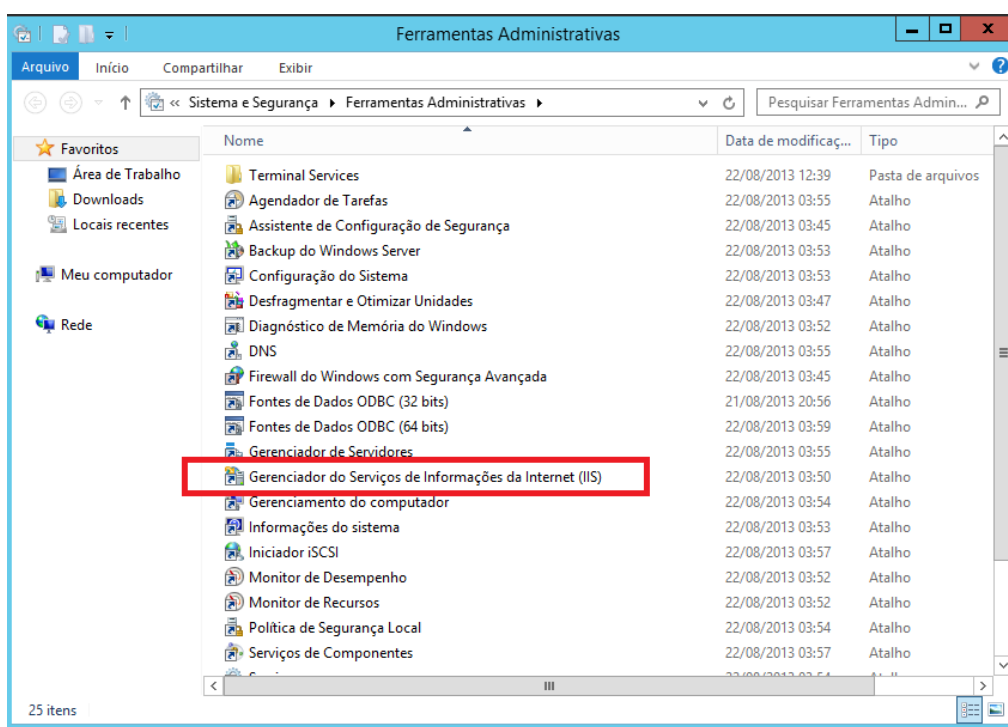 Ferramentas Administrativas
Arquivo Início Compartilhar Exibir
« Sistema e Segurança Ferramentas Administrativas Pesquisar Ferramentas Admin...
Favoritos
Área de Trabalho
Downloads
Locais recentes
Meu computador
Rede
Nome Data de modificaç... Tipo
Terminal Services 22/08/2013 12:39 Pasta de arquivos
Agendador de Tarefas 22/08/2013 03:55 Atalho
Assistente de Configuração de Segurança 22/08/2013 03:45 Atalho
Backup do Windows Server 22/08/2013 03:53 Atalho
Configuração do Sistema 22/08/2013 03:53 Atalho
Desfragmentar e Otimizar Unidades 22/08/2013 03:47 Atalho
Diagnóstico de Memória do Windows 22/08/2013 03:52 Atalho
DNS 22/08/2013 03:55 Atalho
Firewall do Windows com Segurança Avançada 22/08/2013 03:45 Atalho
Fontes de Dados ODBC (32 bits) 21/08/2013 20:56 Atalho
Fontes de Dados ODBC (64 bits) 22/08/2013 03:59 Atalho
Gerenciador de Servidores 22/08/2013 03:55 Atalho
Gerenciador do Serviços de Informações da Internet (IIS) 22/08/2013 03:50 Atalho
Gerenciamento do computador 22/08/2013 03:54 Atalho
Informações do sistema 22/08/2013 03:53 Atalho
Iniciador iSCSI 22/08/2013 03:57 Atalho
Monitor de Desempenho 22/08/2013 03:52 Atalho
Monitor de Recursos 22/08/2013 03:52 Atalho
Política de Segurança Local 22/08/2013 03:54 Atalho
Serviços de Componentes 22/08/2013 03:57 Atalho
25 itens